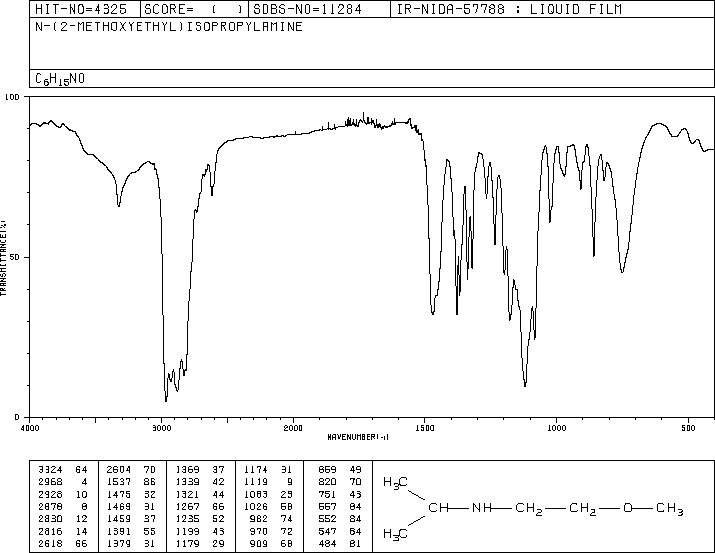 HIT-NO=4325 SCORE= ( ) SDBS-NO=11284 IR-NIDA-57788 : LIQUID FILM
N-(2-METHOXYETHYL)ISOPROPYLAMINE
C6H15NO
100
50
0
TRANSMITTANCE(%)
4000 3000 2000 1500 1000 500
WAVENUMBER(-1)
3324 64 2604 70 1369 37 1174 31 859 49
2968 4 1537 86 1339 42 1119 9 820 70
2928 10 1475 32 1321 44 1083 23 751 43
2878 8 1469 31 1267 66 1026 58 667 84
2830 12 1459 37 1235 52 982 74 552 84
2816 14 1391 55 1199 43 970 72 547 84
2618 66 1379 31 1179 29 909 68 484 81
H3C
CH NH CH2 CH2 O CH3
H3C